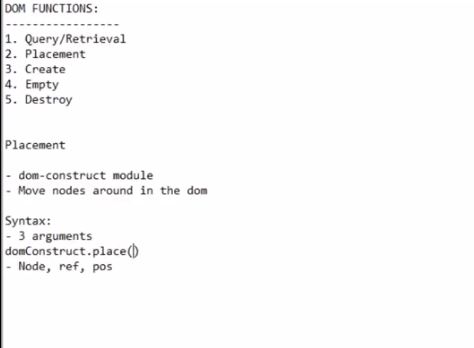 DOM FUNCTIONS:
-----------------
1. Query/Retrieval
2. Placement
3. Create
4. Empty
5. Destroy
Placement
- dom-construct module
- Move nodes around in the dom
Syntax:
- 3 arguments
domConstruct.place()
- Node, ref, pos